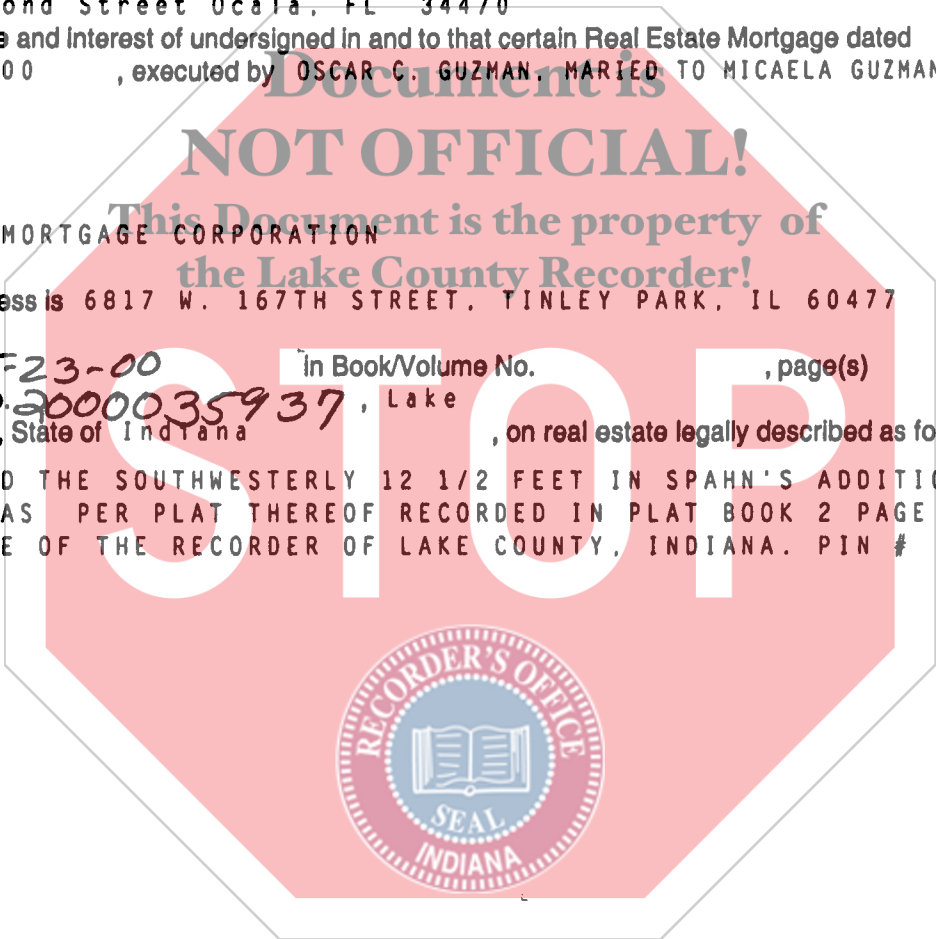 ond Street Ocala, FL 34470
e and interest of undersigned in and to that certain Real Estate Mortgage dated
00 , executed by OSCAR C. GUZMAN, MARIED TO MICAELA GUZMAN
Document is
NOT OFFICIAL!
This Document is the property of
MORTGAGE CORPORATION
the Lake County Recorder!
ess is 6817 W. 167TH STREET, TINLEY PARK, IL 60477
-23-00 in Book/Volume No. , page(s)
2000035937 , Lake
, State of Indiana , on real estate legally described as fo
STOP
D THE SOUTHWESTERLY 12 1/2 FEET IN SPAHN'S ADDITIO
AS PER PLAT THEREOF RECORDED IN PLAT BOOK 2 PAGE
E OF THE RECORDER OF LAKE COUNTY, INDIANA. PIN #
RECORDER'S OFFICE
SEAL
INDIANA